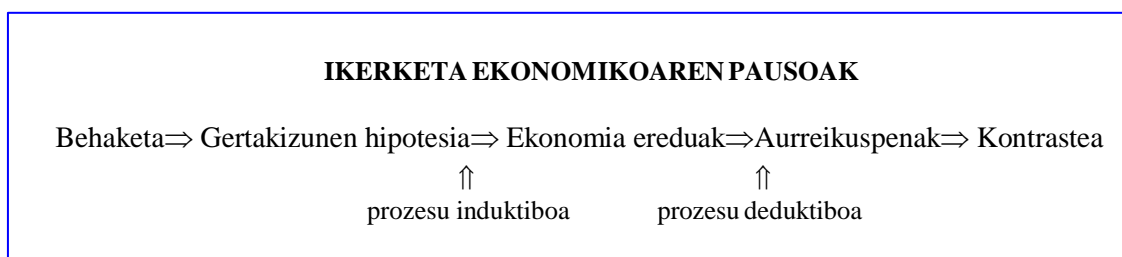 IKERKETA EKONOMIKOAREN PAUSOAK
Behaketa⇒ Gertakizunen hipotesia⇒ Ekonomia ereduak⇒Aurreikuspenak⇒ Kontrastea
⇑ ⇑
prozesu induktiboa prozesu deduktiboa